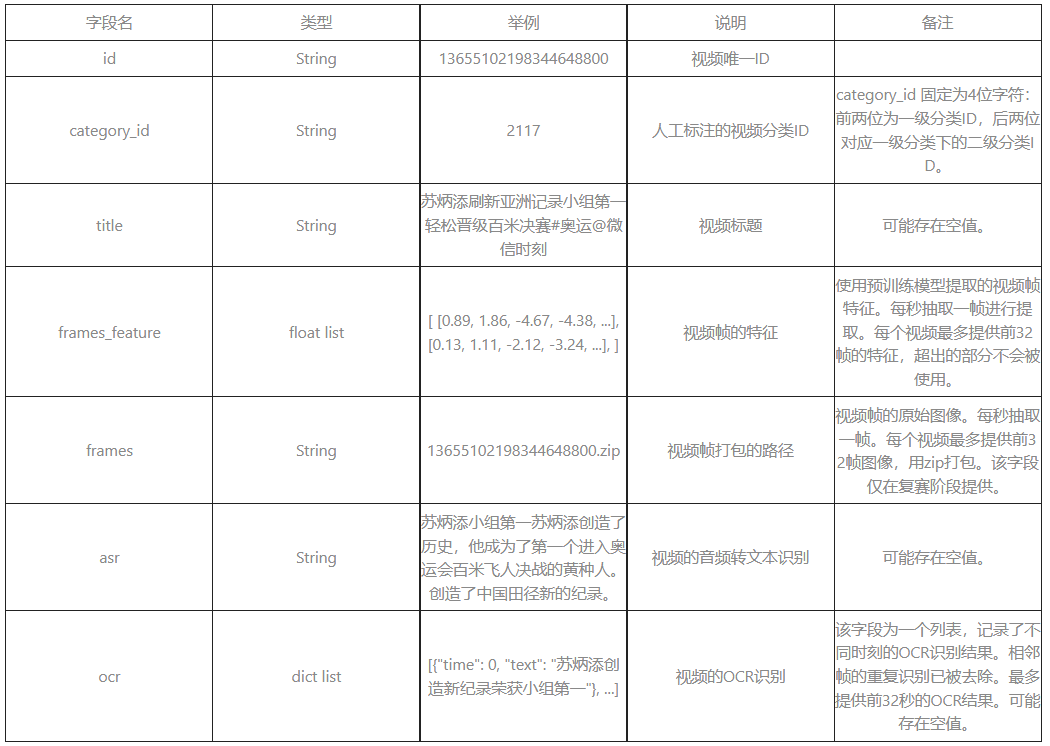 字段名 类型 举例 说明 备注
id String 13655102198344648800 视频唯一ID
category_id String 2117 人工标注的视频分类ID
category_id 固定为4位字符：
前两位为一级分类ID，后两位
对应一级分类下的二级分类I
D。
title String
苏炳添刷新亚洲记录小组第一
轻松晋级百米决赛#奥运@微
信时刻
视频标题 可能存在空值。
frames_feature float list
[ [0.89, 1.86, -4.67, -4.38, ...],
[0.13, 1.11, -2.12, -3.24, ...], ]
视频帧的特征
使用预训练模型提取的视频帧
特征。每秒抽取一帧进行提
取。每个视频最多提供前32
帧的特征，超出的部分不会被
使用。
frames String 13655102198344648800.zip 视频帧打包的路径
视频帧的原始图像。每秒抽取
一帧。每个视频最多提供前3
2帧图像，用zip打包。该字段
仅在复赛阶段提供。
asr String
苏炳添小组第一苏炳添创造了
历史，他成为了第一个进入奥
运会百米飞人决战的黄种人。
创造了中国田径新的纪录。
视频的音频转文本识别 可能存在空值。
ocr dict list
[{"time": 0, "text": "苏炳添创
造新纪录荣获小组第一"}, ...]
视频的OCR识别
该字段为一个列表，记录了不
同时刻的OCR识别结果。相邻
帧的重复识别已被去除。最多
提供前32秒的OCR结果。可能
存在空值。